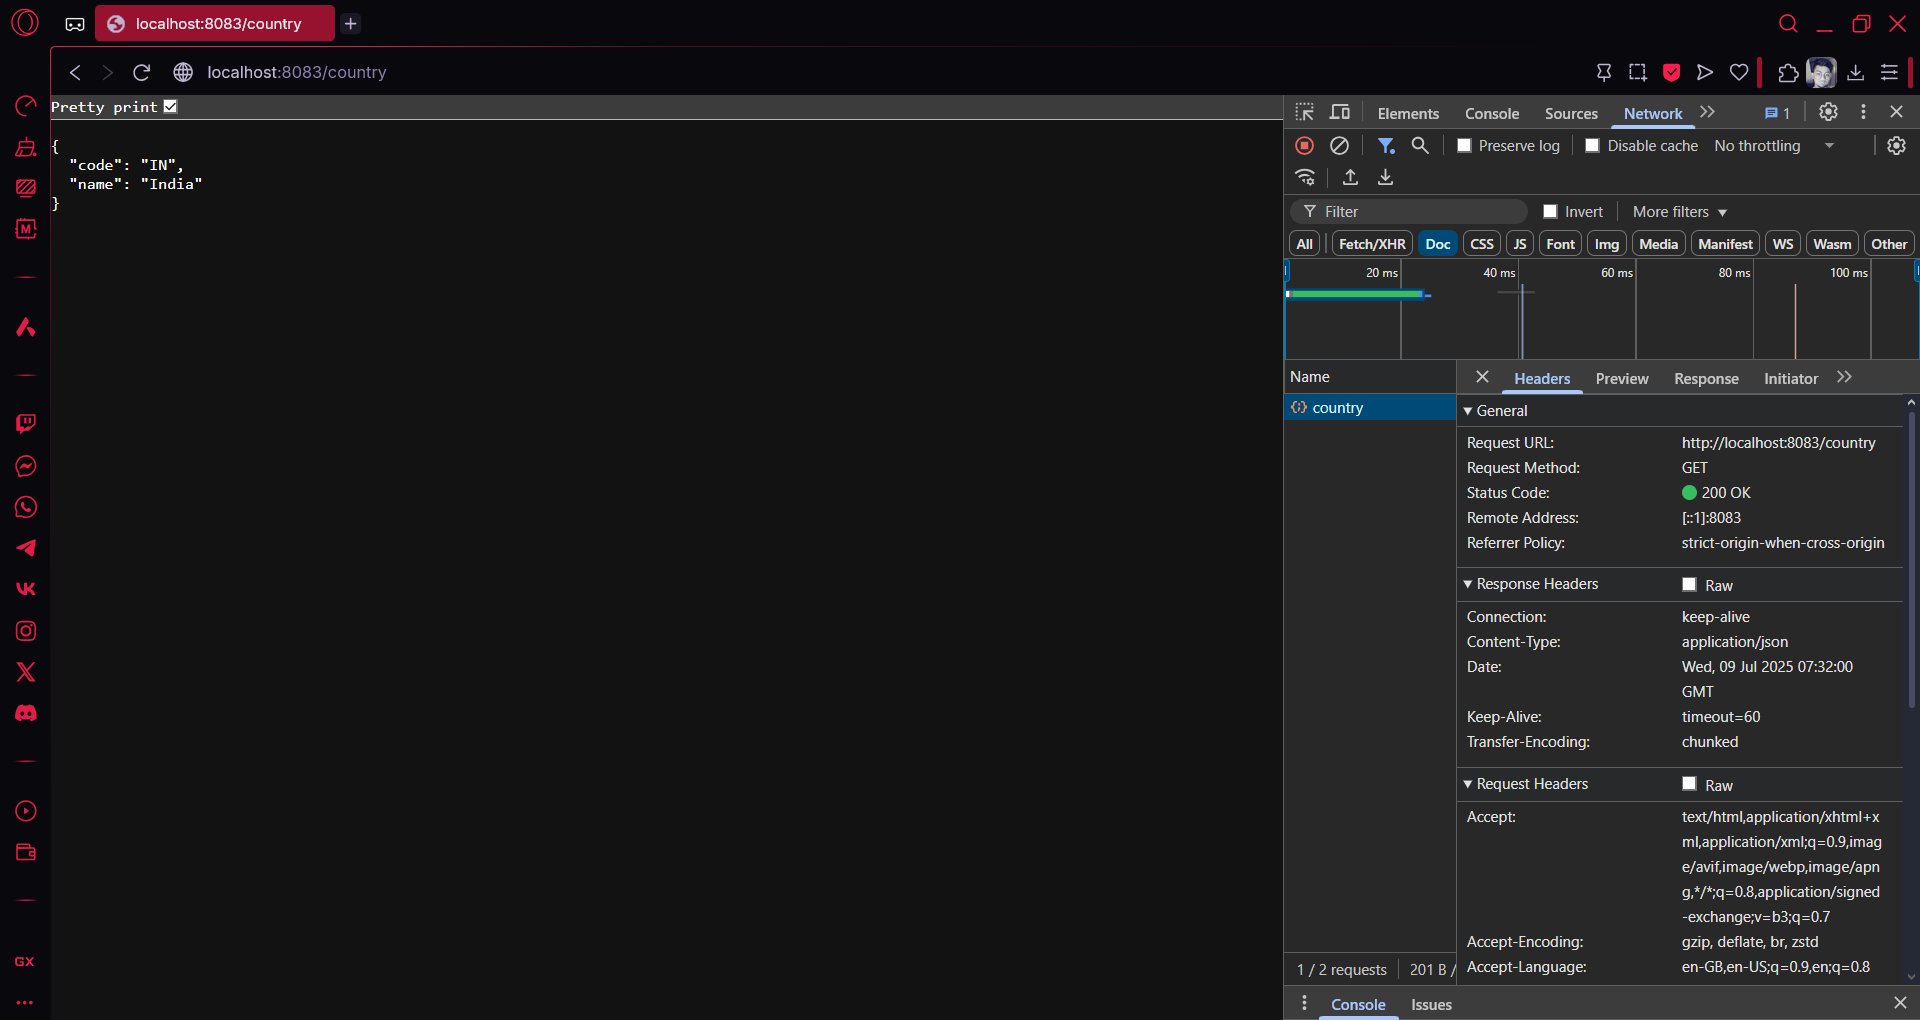 localhost:8083/country
localhost:8083/country
Pretty print
{
"code": "IN",
"name": "India"
}
Elements Console Sources Network 1
Preserve log Disable cache No throttling
Filter Invert More filters
All Fetch/XHR Doc CSS JS Font Img Media Manifest WS Wasm Other
20 ms 40 ms 60 ms 80 ms 100 ms
Name
country
1 / 2 requests 201 B /
Headers Preview Response Initiator
General
Request URL: http://localhost:8083/country
Request Method: GET
Status Code: 200 OK
Remote Address: [::1]:8083
Referrer Policy: strict-origin-when-cross-origin
Response Headers Raw
Connection: keep-alive
Content-Type: application/json
Date: Wed, 09 Jul 2025 07:32:00
GMT
Keep-Alive: timeout=60
Transfer-Encoding: chunked
Request Headers Raw
Accept: text/html,application/xhtml+x
ml,application/xml;q=0.9,imag
e/avif,image/webp,image/apn
g,*/*;q=0.8,application/signed
-exchange;v=b3;q=0.7
Accept-Encoding: gzip, deflate, br, zstd
Accept-Language: en-GB,en-US;q=0.9,en;q=0.8
Console Issues
M
VK
GX